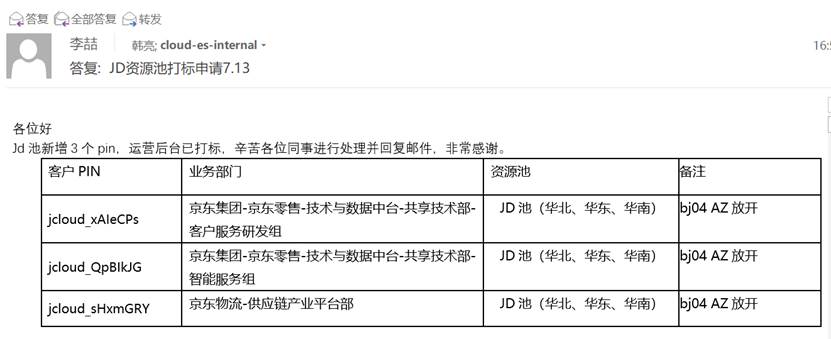 答复 全部答复 转发
李喆 韩亮; cloud-es-internal
答复: JD资源池打标申请7.13
各位好
Jd 池新增 3 个 pin，运营后台已打标，辛苦各位同事进行处理并回复邮件，非常感谢。
客户 PIN 业务部门 资源池 备注
jcloud_xAIeCPs 京东集团-京东零售-技术与数据中台-共享技术部-
客户服务研发组 JD 池（华北、华东、华南） bj04 AZ 放开
jcloud_QpBIkJG 京东集团-京东零售-技术与数据中台-共享技术部-
智能服务组 JD 池（华北、华东、华南） bj04 AZ 放开
jcloud_sHxmGRY 京东物流-供应链产业平台部 JD 池（华北、华东、华南） bj04 AZ 放开